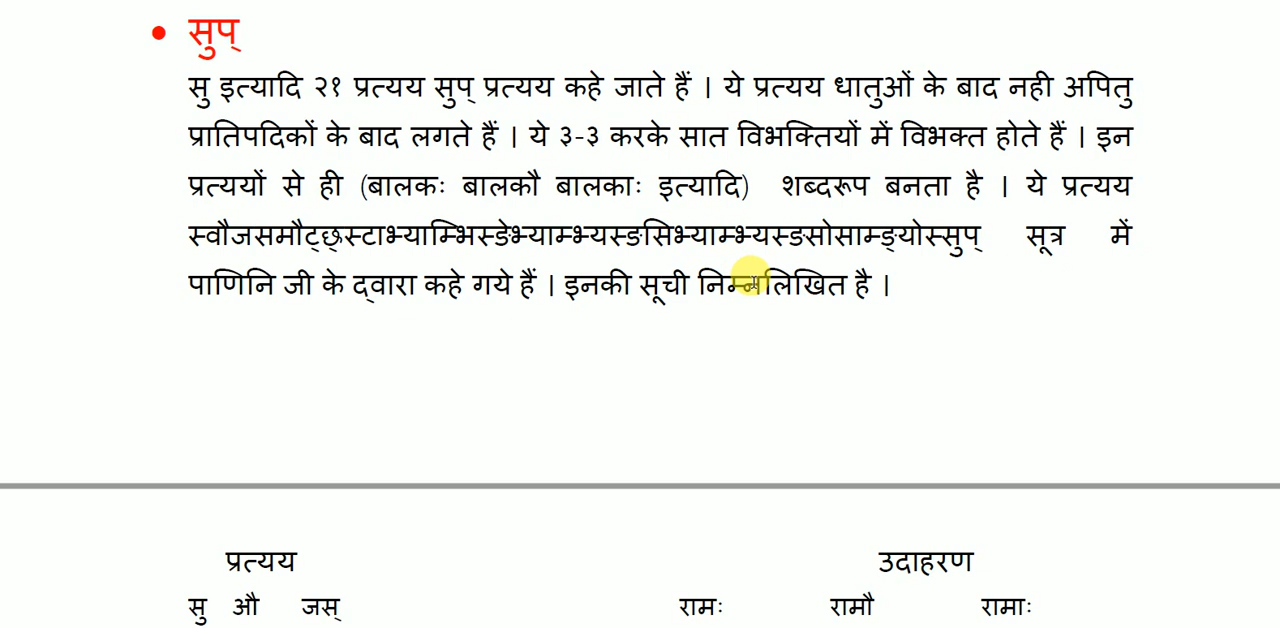 • सुप्
सु इत्यादि २१ प्रत्यय सुप् प्रत्यय कहे जाते हैं । ये प्रत्यय धातुओं के बाद नही अपितु
प्रातिपदिकों के बाद लगते हैं । ये ३-३ करके सात विभक्तियों में विभक्त होते हैं । इन
प्रत्ययों से ही (बालकः बालकौ बालकाः इत्यादि) शब्दरूप बनता है । ये प्रत्यय
स्वौजसमौट्छ्स्टाभ्याम्भिस्ङेभ्याम्भ्यस्ङसिभ्याम्भ्यस्ङसोसाम्ङ्योस्सुप् सूत्र में
पाणिनि जी के द्वारा कहे गये हैं । इनकी सूची निम्नलिखित है ।
प्रत्यय उदाहरण
सु औ जस् रामः रामौ रामाः